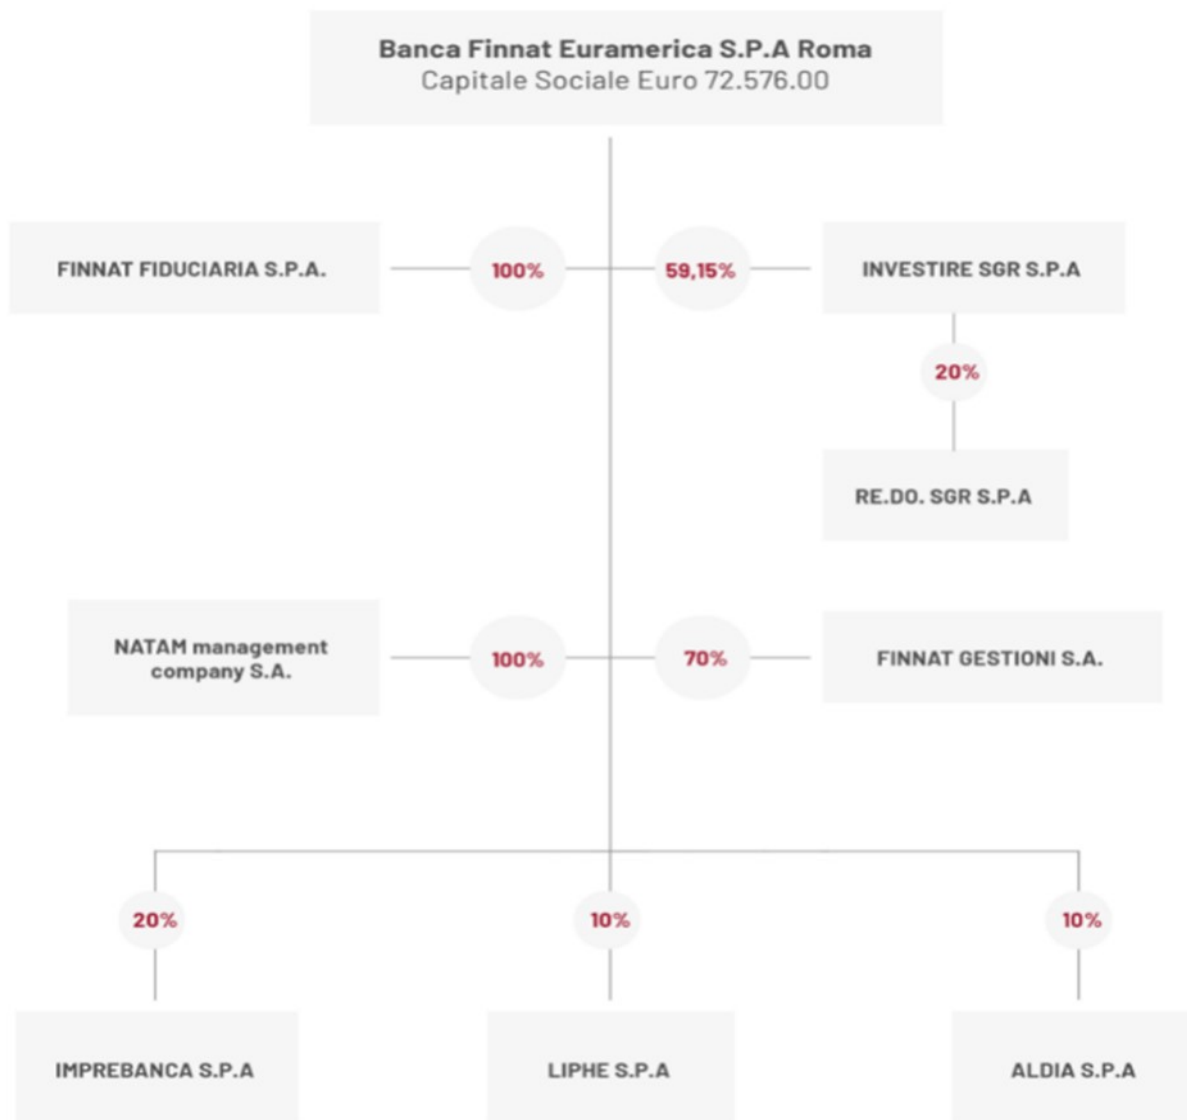 Banca Finnat Euramerica S.P.A Roma
Capitale Sociale Euro 72.576.00
FINNAT FIDUCIARIA S.P.A.
100%
59,15%
INVESTIRE SGR S.P.A
20%
RE.DO. SGR S.P.A
NATAM management
company S.A.
100%
70%
FINNAT GESTIONI S.A.
20%
10%
10%
IMPREBANCA S.P.A
LIPHE S.P.A
ALDIA S.P.A